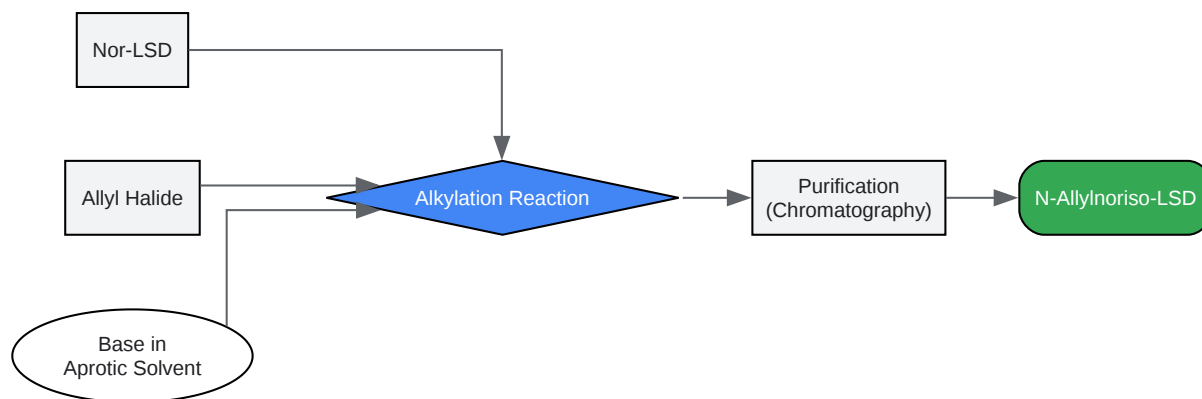 Nor-LSD
Allyl Halide
Alkylation Reaction
Purification
(Chromatography)
N-Allylnoriso-LSD
Base in
Aprotic Solvent